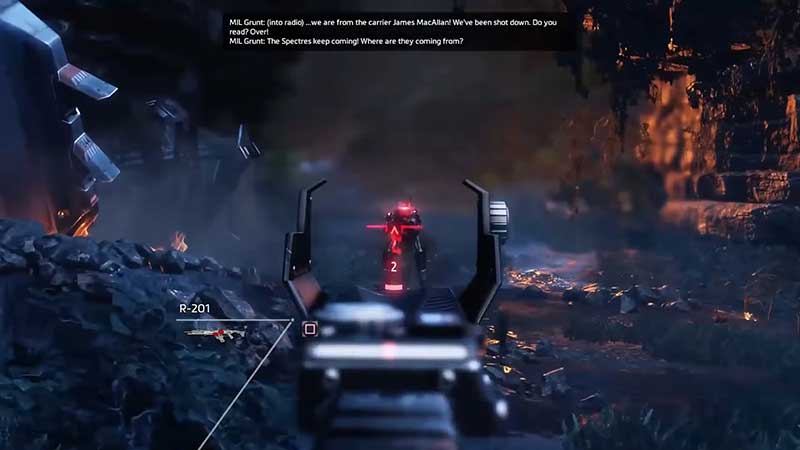 MIL Grunt: (into radio) ...we are from the carrier James MacAllan! We've been shot down. Do you
read? Over!
MIL Grunt: The Spectres keep coming! Where are they coming from?
2
R-201